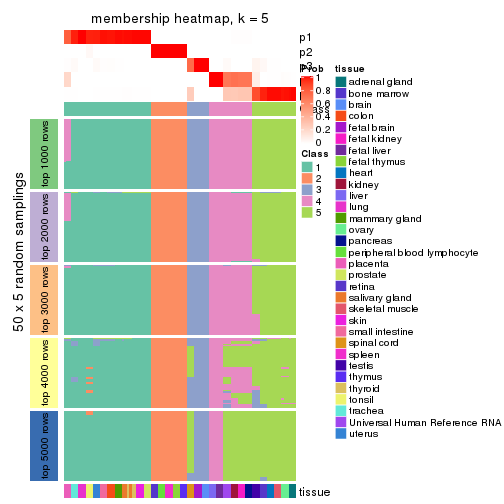 membership heatmap, k = 5
p1
p2
p3
Prob
1
0.8
0.6
0.4
0.2
0
Class
1
2
3
4
5
tissue
adrenal gland
bone marrow
brain
colon
fetal brain
fetal kidney
fetal liver
fetal thymus
heart
kidney
liver
lung
mammary gland
ovary
pancreas
peripheral blood lymphocyte
placenta
prostate
retina
salivary gland
skeletal muscle
skin
small intestine
spinal cord
spleen
testis
thymus
thyroid
tonsil
trachea
Universal Human Reference RNA
uterus
50 x 5 random samplings
top 1000 rows
top 2000 rows
top 3000 rows
top 4000 rows
top 5000 rows
tissue